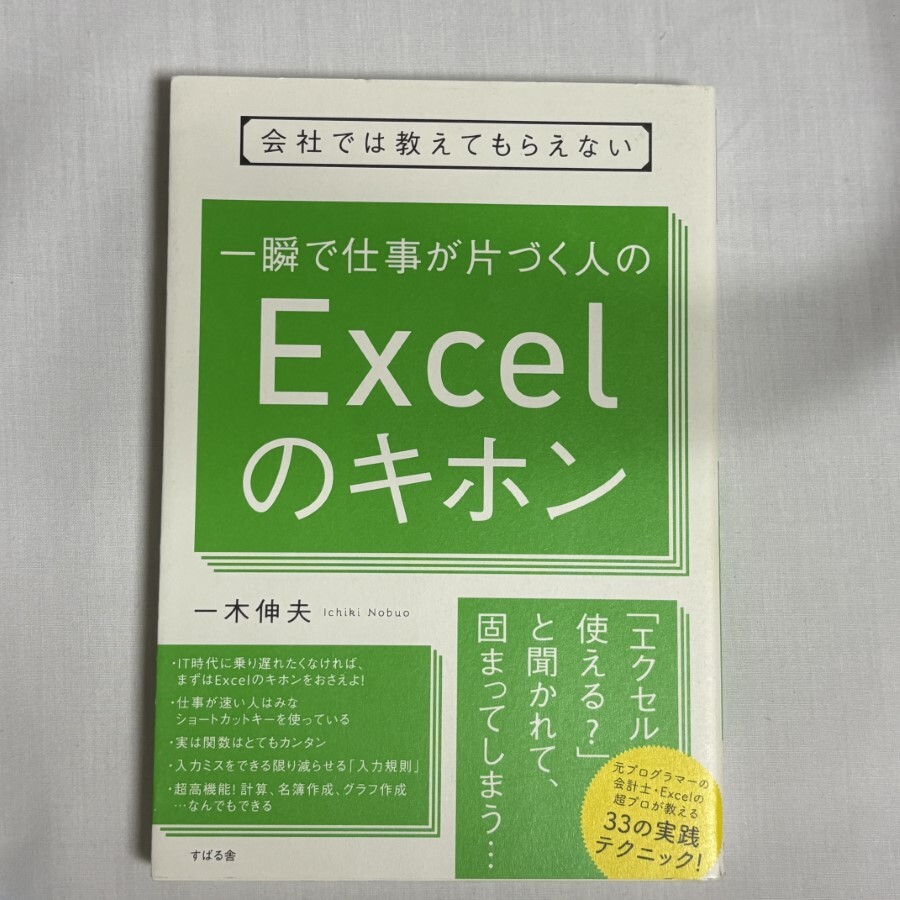 会社では教えてもらえない
一瞬で仕事が片づく人の
Excel
のキホン
一木伸夫 Ichiki Nobuo
・IT時代に乗り遅れたくなければ、
まずはExcelのキホンをおさえよ!
・仕事が速い人はみな
ショートカットキーを使っている
・実は関数はとてもカンタン
・入力ミスをできる限り減らせる「入力規則」
・超高機能!計算、名簿作成、グラフ作成
…なんでもできる
「エクセル
使える?」
と聞かれて、
固まってしまう…
元プログラマーの
会計士・Excelの
超プロが教える
33の実践
テクニック!
すばる舎